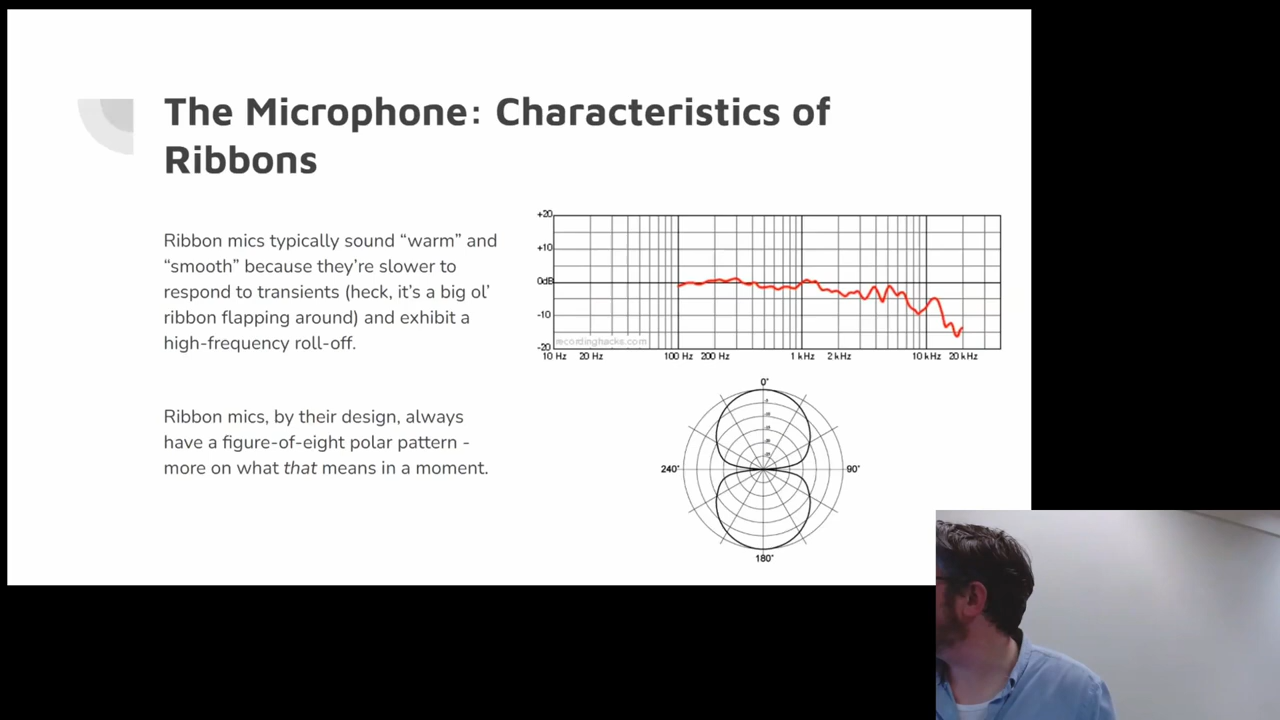 The Microphone: Characteristics of
Ribbons
Ribbon mics typically sound “warm” and
“smooth” because they’re slower to
respond to transients (heck, it’s a big ol’
ribbon flapping around) and exhibit a
high-frequency roll-off.
Ribbon mics, by their design, always
have a figure-of-eight polar pattern -
more on what that means in a moment.
+20
+10
0dB
-10
-20
recordinghacks.com
10 Hz 20 Hz 100 Hz 200 Hz 1 kHz 2 kHz 10 kHz 20 kHz
0°
240° 90°
180°